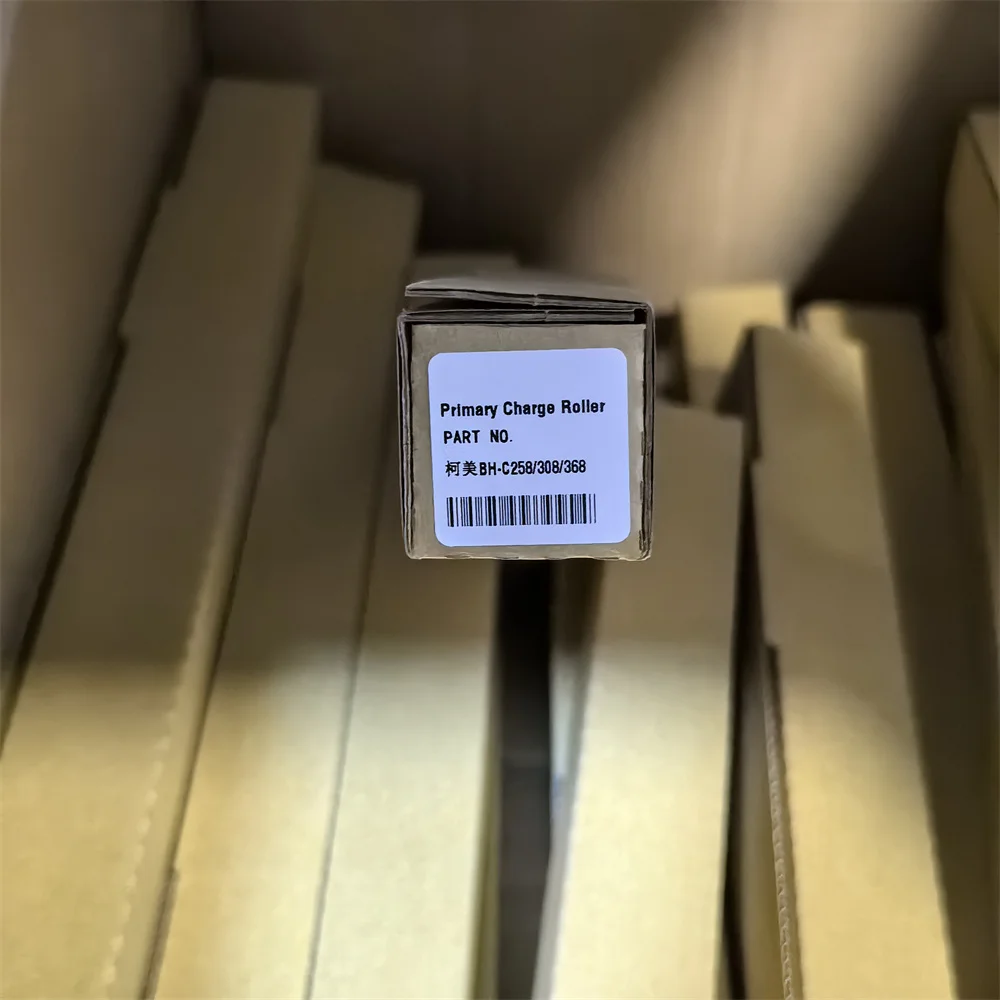 Primary Charge Roller
PART NO.
柯美BH-C258/308/368